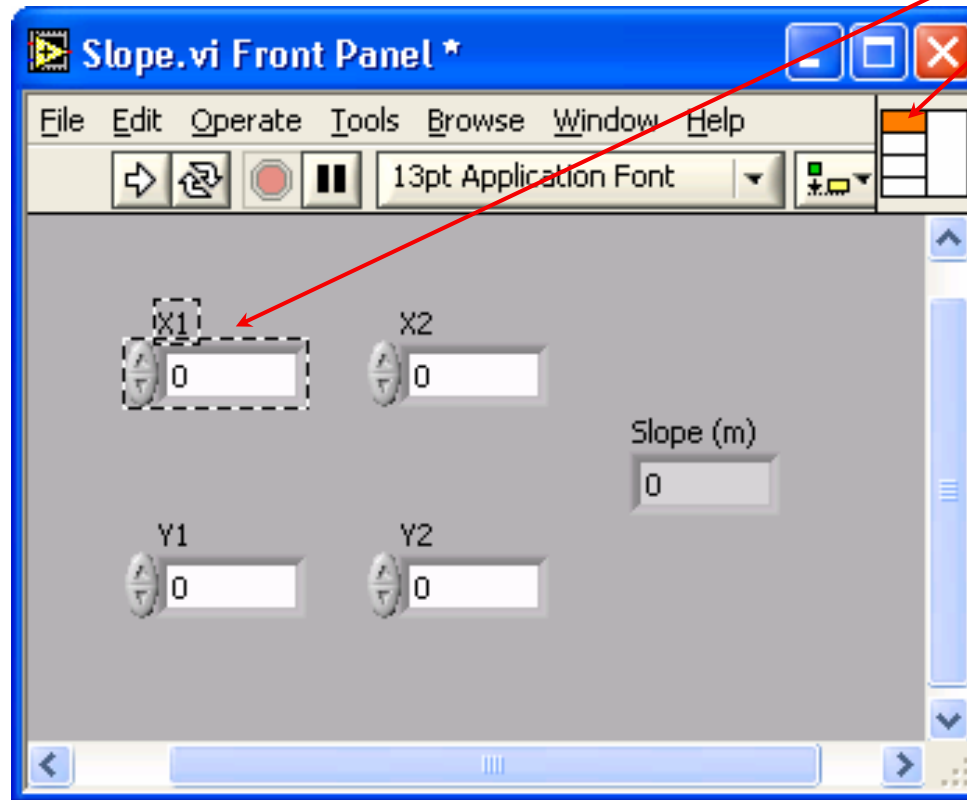 Slope.vi Front Panel *
File Edit Operate Tools Browse Window Help
13pt Application Font
X1 X2
0 0
Slope (m)
0
Y1 Y2
0 0